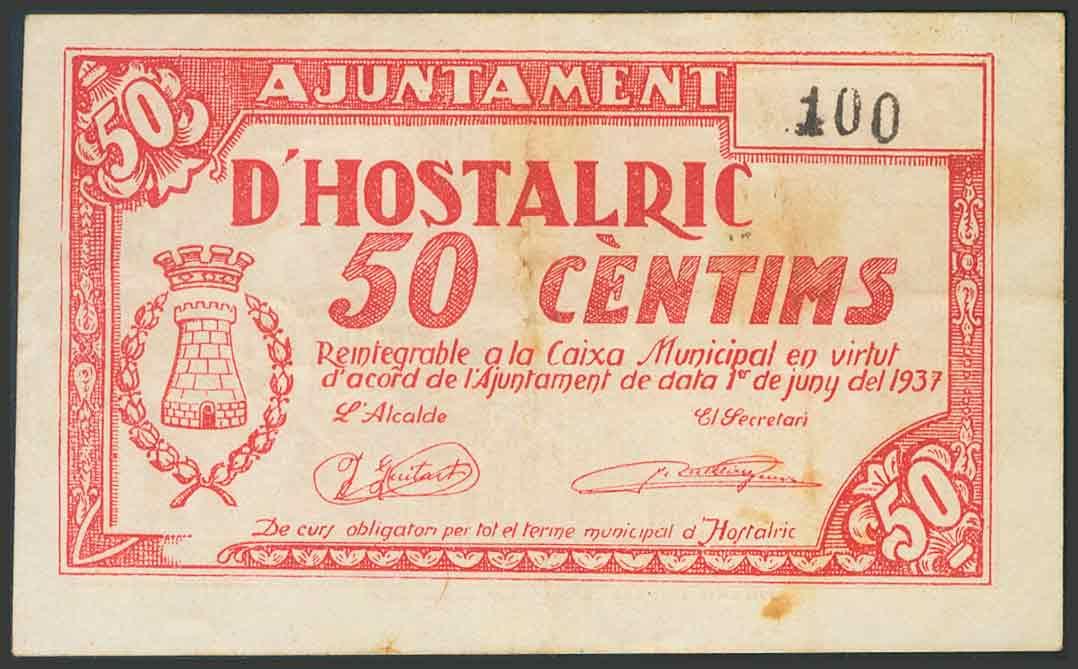 50
AJUNTAMENT
100
D'HOSTALRIC
50 CÈNTIMS
Reintegrable a la Caixa Municipal en virtut
d'acord de l'Ajuntament de data 1er de juny del 1937
L'Alcalde
El Secretari
J. Guitart
De curs obligatori per tot el terme municipal d'Hostalric
50